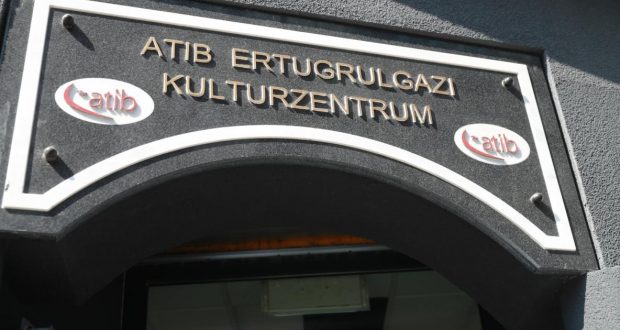 ATIB ERTUGRULGAZI
KULTURZENTRUM
atib
atib